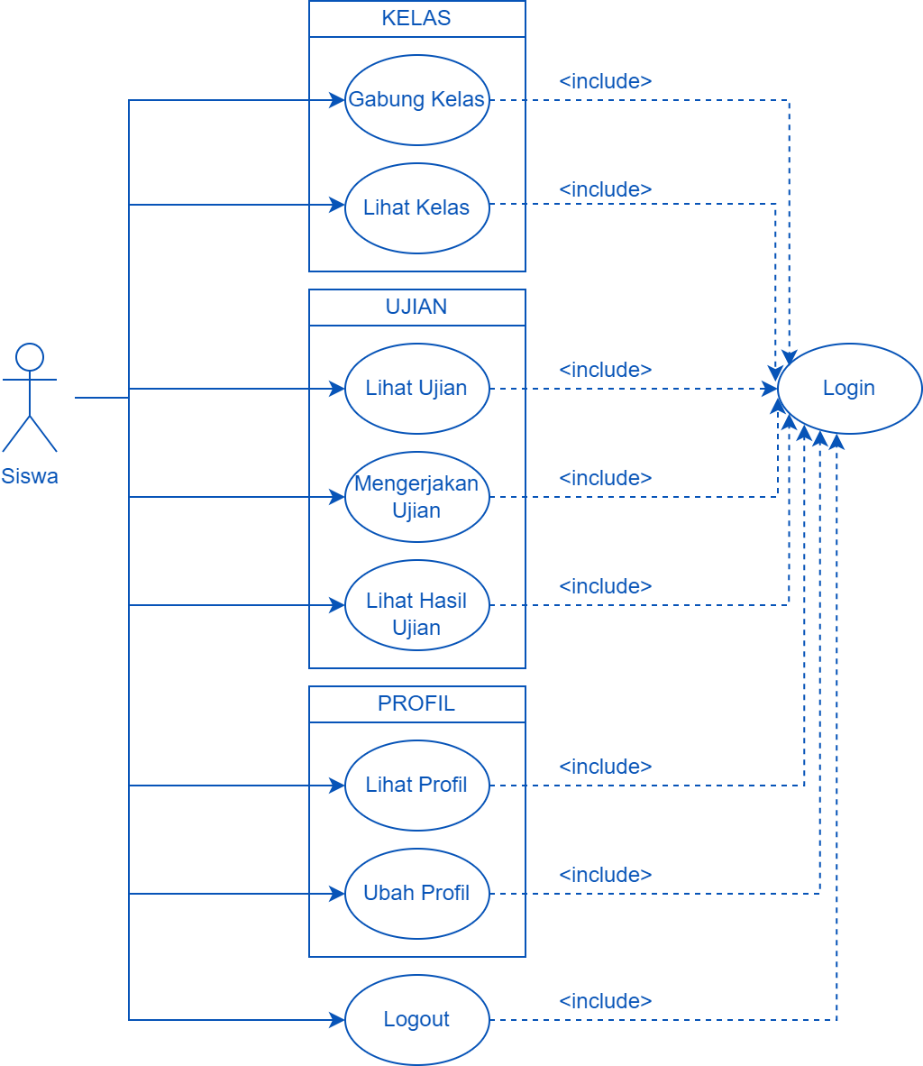 KELAS
Gabung Kelas
<include>
Lihat Kelas
<include>
UJIAN
Lihat Ujian
<include>
Login
Siswa
Mengerjakan
Ujian
<include>
Lihat Hasil
Ujian
<include>
PROFIL
Lihat Profil
<include>
Ubah Profil
<include>
Logout
<include>